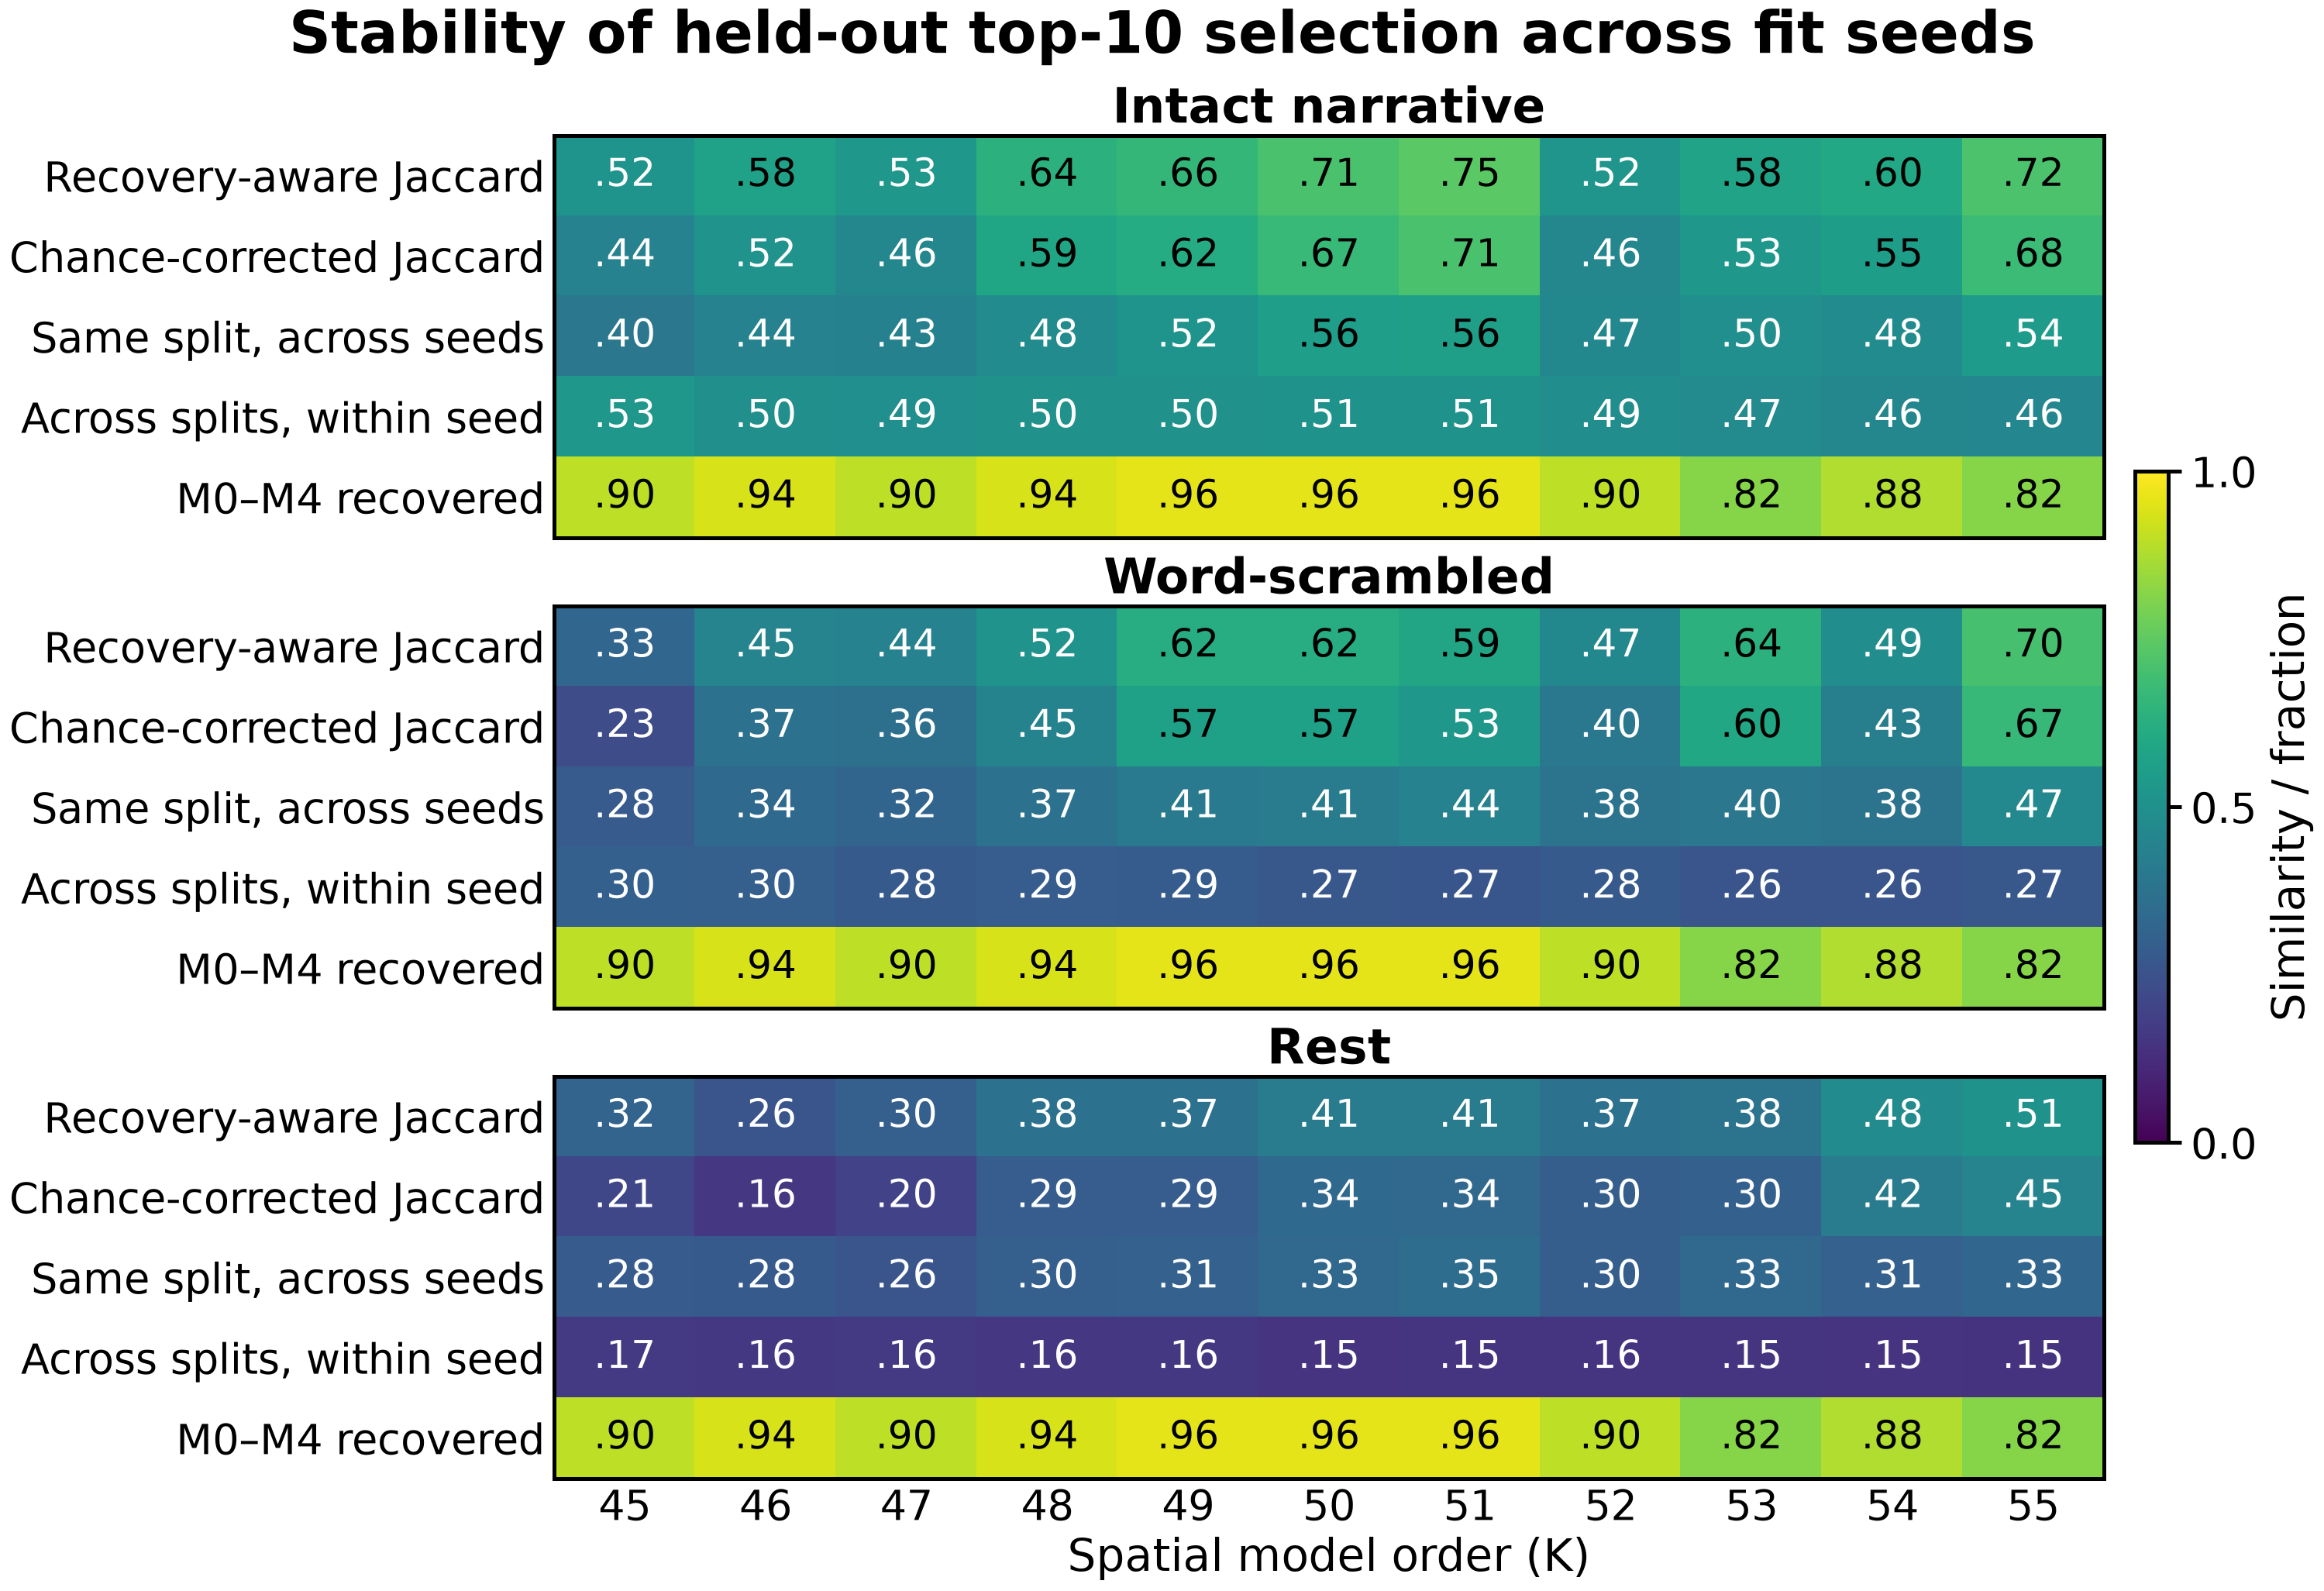 Stability of held-out top-10 selection across fit seeds
Intact narrative
Recovery-aware Jaccard .52 .58 .53 .64 .66 .71 .75 .52 .58 .60 .72
Chance-corrected Jaccard .44 .52 .46 .59 .62 .67 .71 .46 .53 .55 .68
Same split, across seeds .40 .44 .43 .48 .52 .56 .56 .47 .50 .48 .54
Across splits, within seed .53 .50 .49 .50 .50 .51 .51 .49 .47 .46 .46
M0–M4 recovered .90 .94 .90 .94 .96 .96 .96 .90 .82 .88 .82
Word-scrambled
Recovery-aware Jaccard .33 .45 .44 .52 .62 .62 .59 .47 .64 .49 .70
Chance-corrected Jaccard .23 .37 .36 .45 .57 .57 .53 .40 .60 .43 .67
Same split, across seeds .28 .34 .32 .37 .41 .41 .44 .38 .40 .38 .47
Across splits, within seed .30 .30 .28 .29 .29 .27 .27 .28 .26 .26 .27
M0–M4 recovered .90 .94 .90 .94 .96 .96 .96 .90 .82 .88 .82
Rest
Recovery-aware Jaccard .32 .26 .30 .38 .37 .41 .41 .37 .38 .48 .51
Chance-corrected Jaccard .21 .16 .20 .29 .29 .34 .34 .30 .30 .42 .45
Same split, across seeds .28 .28 .26 .30 .31 .33 .35 .30 .33 .31 .33
Across splits, within seed .17 .16 .16 .16 .16 .15 .15 .16 .15 .15 .15
M0–M4 recovered .90 .94 .90 .94 .96 .96 .96 .90 .82 .88 .82
45 46 47 48 49 50 51 52 53 54 55
Spatial model order (K)
1.0
0.5
0.0
Similarity / fraction